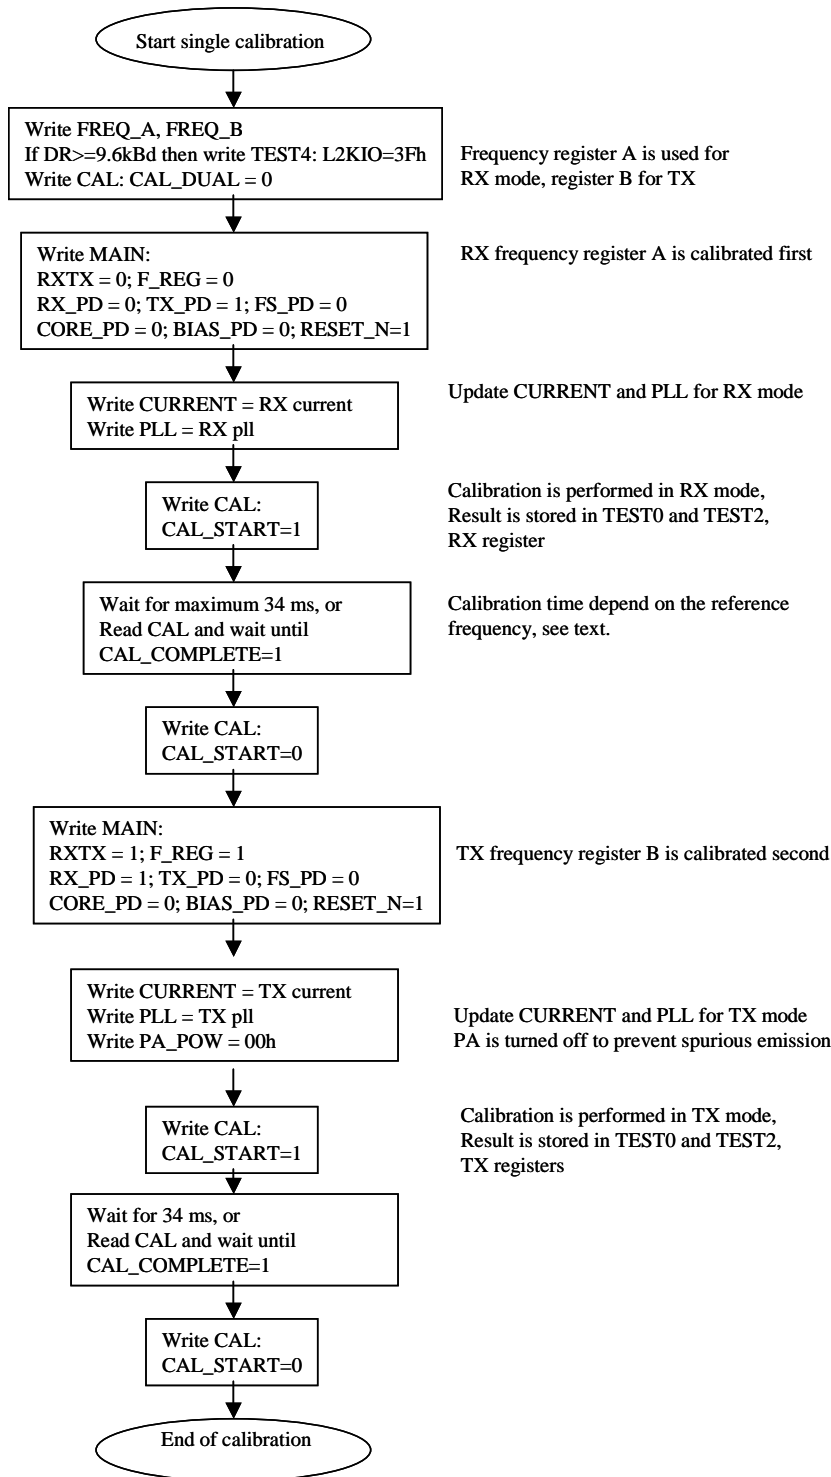 Start single calibration
Write FREQ_A, FREQ_B
If DR>=9.6kBd then write TEST4: L2KIO=3Fh
Write CAL: CAL_DUAL = 0
Frequency register A is used for
RX mode, register B for TX
Write MAIN:
RXTX = 0; F_REG = 0
RX_PD = 0; TX_PD = 1; FS_PD = 0
CORE_PD = 0; BIAS_PD = 0; RESET_N=1
RX frequency register A is calibrated first
Write CURRENT = RX current
Write PLL = RX pll
Update CURRENT and PLL for RX mode
Write CAL:
CAL_START=1
Calibration is performed in RX mode,
Result is stored in TEST0 and TEST2,
RX register
Wait for maximum 34 ms, or
Read CAL and wait until
CAL_COMPLETE=1
Calibration time depend on the reference
frequency, see text.
Write CAL:
CAL_START=0
Write MAIN:
RXTX = 1; F_REG = 1
RX_PD = 1; TX_PD = 0; FS_PD = 0
CORE_PD = 0; BIAS_PD = 0; RESET_N=1
TX frequency register B is calibrated second
Write CURRENT = TX current
Write PLL = TX pll
Write PA_POW = 00h
Update CURRENT and PLL for TX mode
PA is turned off to prevent spurious emission
Write CAL:
CAL_START=1
Calibration is performed in TX mode,
Result is stored in TEST0 and TEST2,
TX registers
Wait for 34 ms, or
Read CAL and wait until
CAL_COMPLETE=1
Write CAL:
CAL_START=0
End of calibration